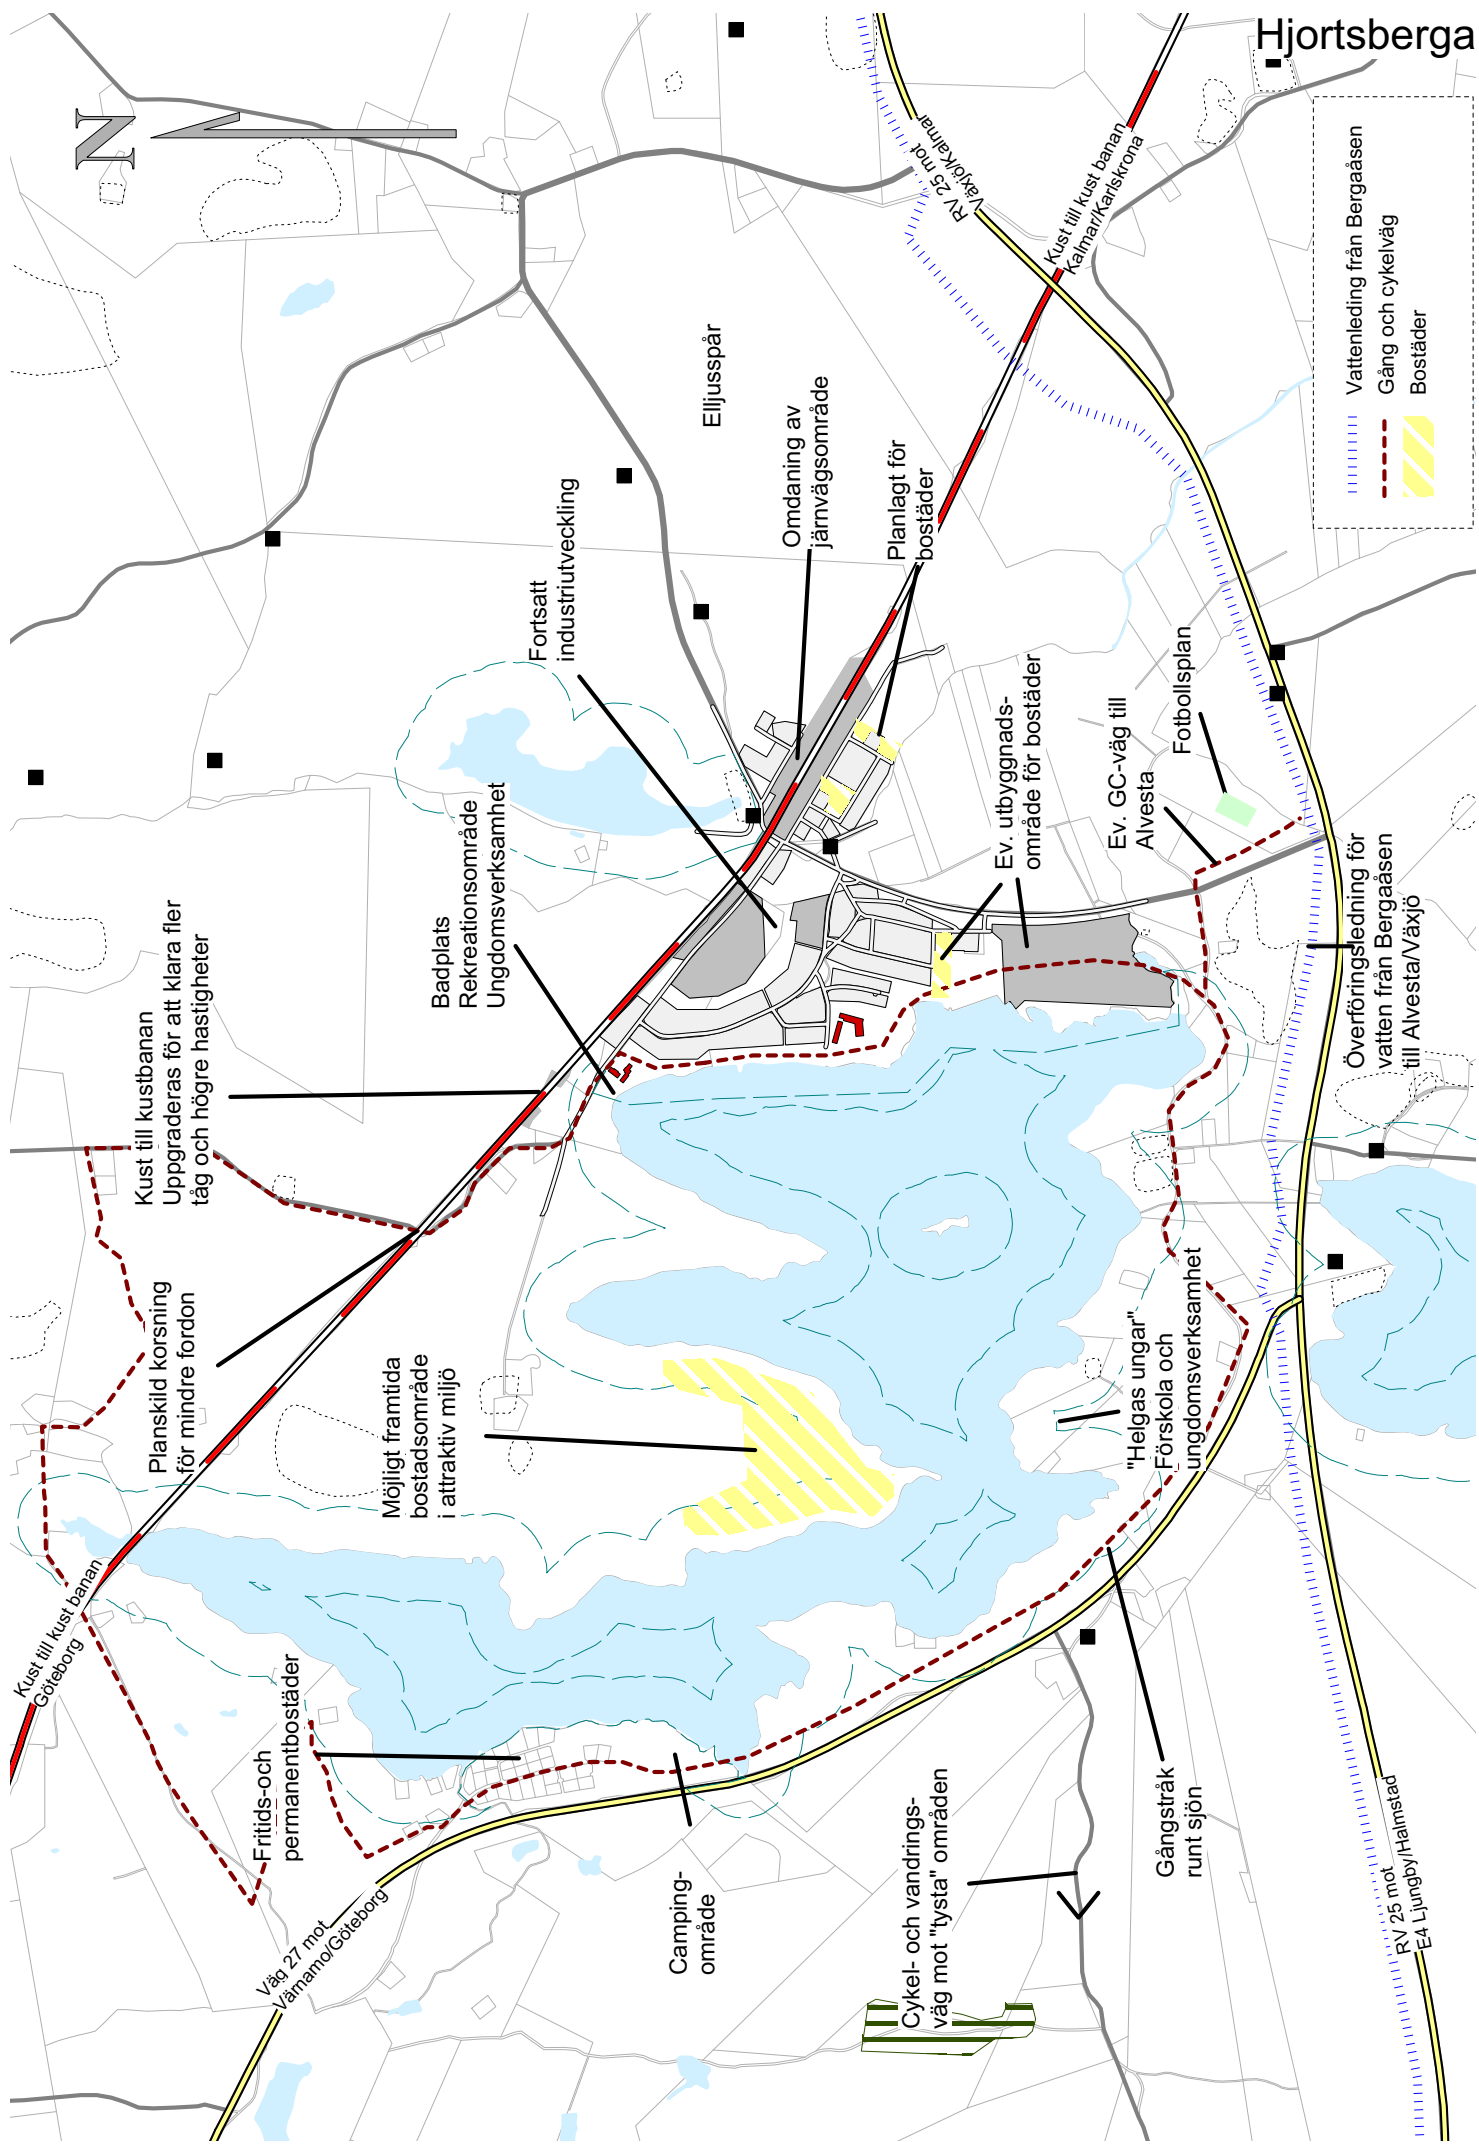 Hjortsberga
N
RV 25 mot
Växjö/Kalmar
Kust till kust banan
Kalmar/Karlskrona
Vattenleding från Bergaåsen
Gång och cykelväg
Bostäder
Elljusspår
Omdaning av
järnvägsområde
Planlagt för
bostäder
Fortsatt
industriutveckling
Ev. utbyggnads-
område för bostäder
Ev. GC-väg till
Alvesta
Fotbollsplan
Överföringsledning för
vatten från Bergaåsen
till Alvesta/Växjö
Badplats
Rekreationsområde
Ungdomsverksamhet
Kust till kustbanan
Uppgraderas för att klara fler
tåg och högre hastigheter
Planskild korsning
för mindre fordon
Möjligt framtida
bostadsområde
i attraktiv miljö
"Helgas ungar"
Förskola och
ungdomsverksamhet
Kust till kust banan
Göteborg
Fritids-och
permanentbostäder
Väg 27 mot
Värnamo/Göteborg
Camping-
område
Cykel- och vandrings-
väg mot "tysta" områden
Gångstråk
runt sjön
RV 25 mot
E4 Ljungby/Halmstad